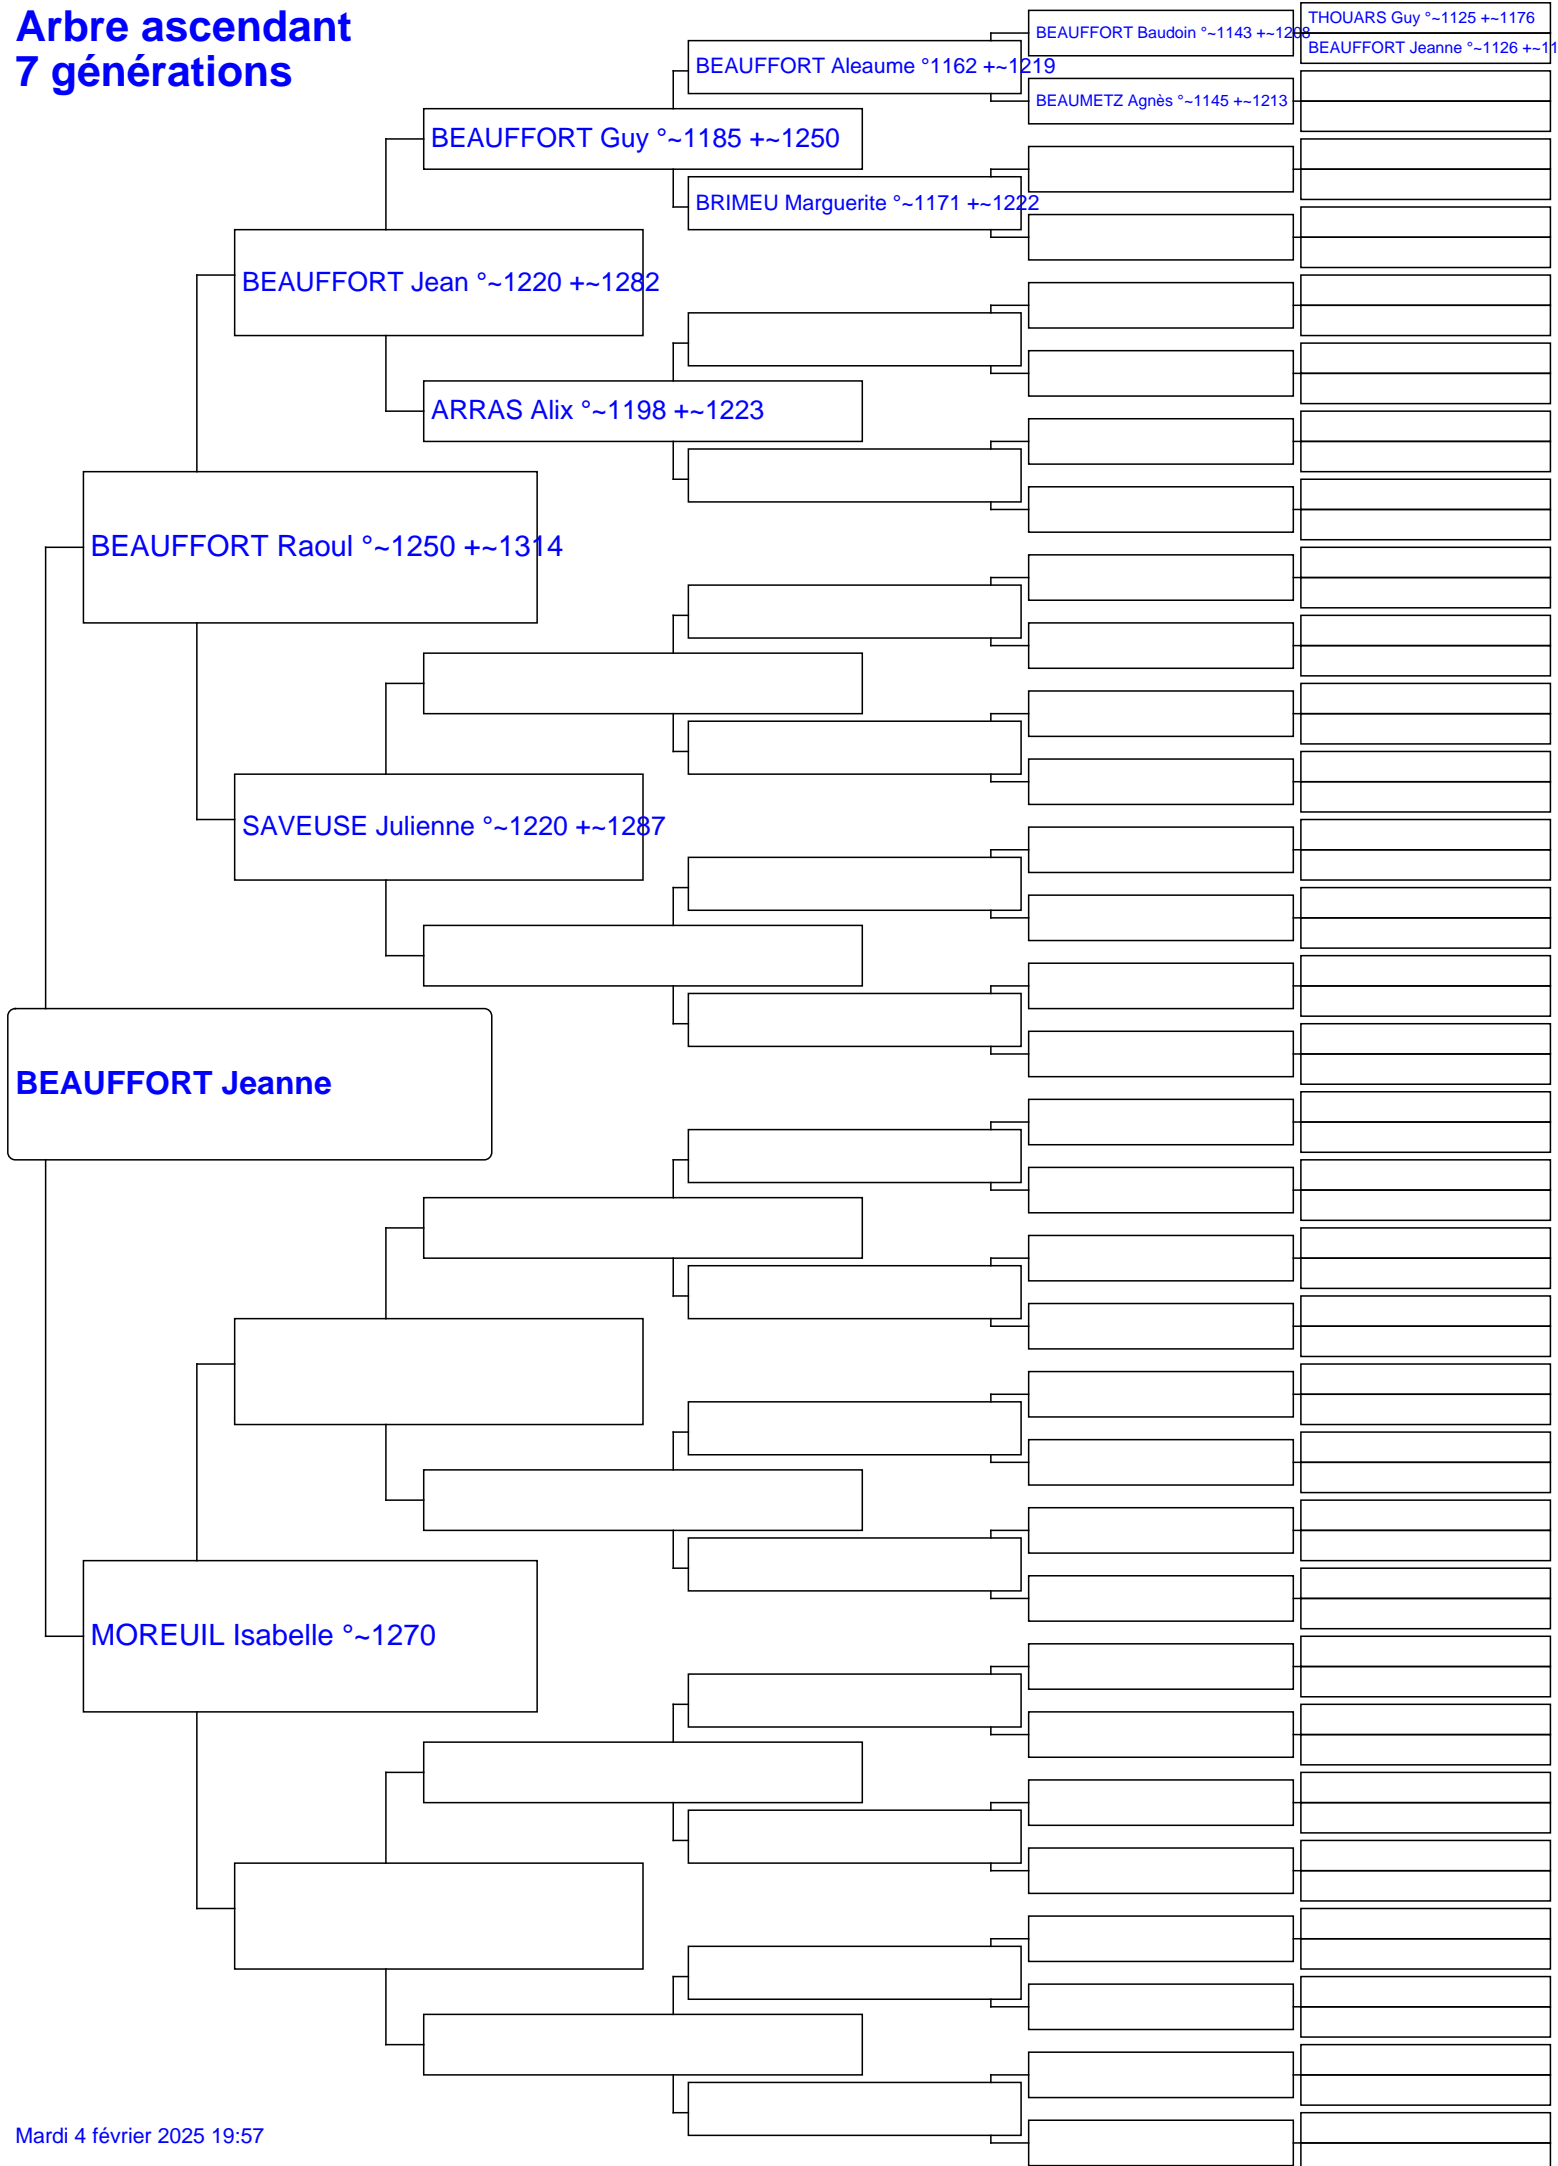 Arbre ascendant
7 générations
THOUARS Guy °~1125 +~1176
BEAUFFORT Baudoin °~1143 +~1208
BEAUFFORT Jeanne °~1126 +~11
BEAUFFORT Aleaume °1162 +~1219
BEAUMETZ Agnès °~1145 +~1213
BEAUFFORT Guy °~1185 +~1250
BRIMEU Marguerite °~1171 +~1222
BEAUFFORT Jean °~1220 +~1282
ARRAS Alix °~1198 +~1223
BEAUFFORT Raoul °~1250 +~1314
SAVEUSE Julienne °~1220 +~1287
BEAUFFORT Jeanne
MOREUIL Isabelle °~1270
Mardi 4 février 2025 19:57